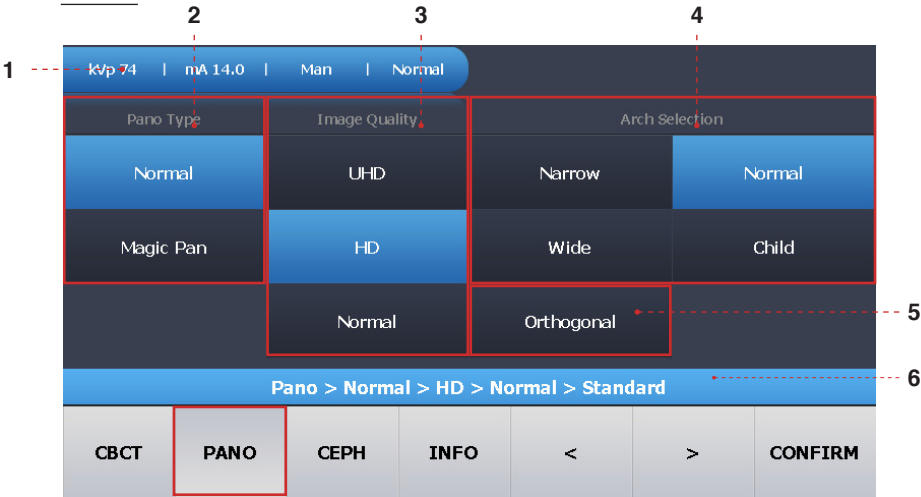 2 3 4
1 kVp 74 | mA 14.0 | Man | Normal
Pano Type Image Quality Arch Selection
Normal UHD Narrow Normal
Magic Pan HD Wide Child
Normal Orthogonal 5
Pano > Normal > HD > Normal > Standard 6
CBCT PANO CEPH INFO < > CONFIRM